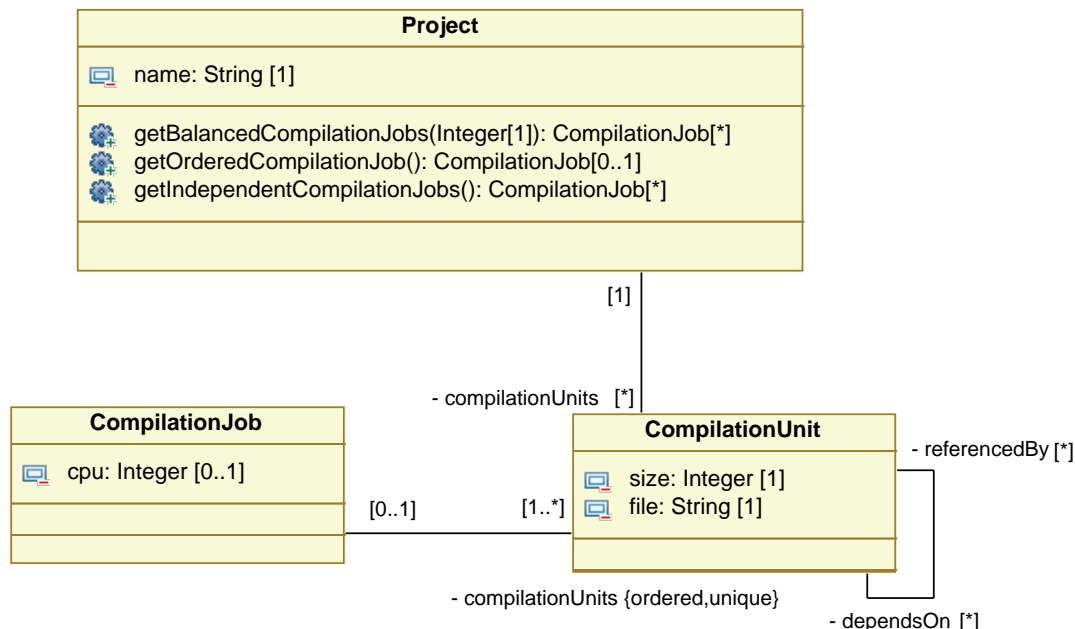 Project
name: String [1]
getBalancedCompilationJobs(Integer[1]): CompilationJob[*]
getOrderedCompilationJob(): CompilationJob[0..1]
getIndependentCompilationJobs(): CompilationJob[*]
[1]
- compilationUnits [*]
CompilationJob
cpu: Integer [0..1]
[0..1]
[1..*]
CompilationUnit
size: Integer [1]
file: String [1]
- referencedBy [*]
- compilationUnits {ordered,unique}
- dependsOn [*]